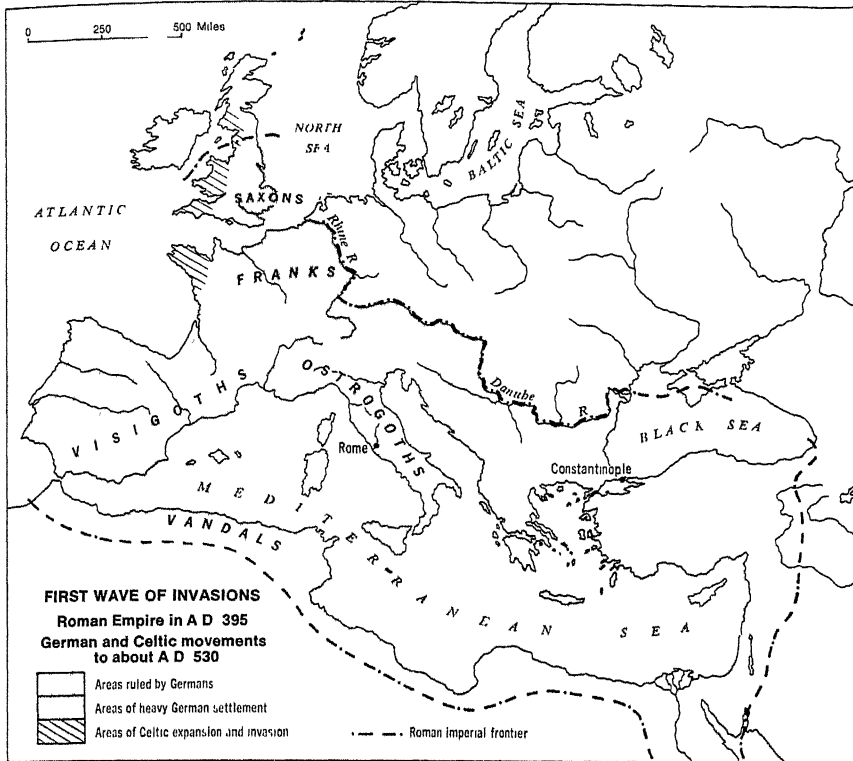 0 250 500 Miles
NORTH
SEA
BALTIC SEA
ATLANTIC
OCEAN
SAXONS
Rhine R.
FRANKS
OSTROGOTHS
VISIGOTHS
Danube R.
BLACK SEA
Rome
Constantinople
MEDITERRANEAN SEA
VANDALS
FIRST WAVE OF INVASIONS
Roman Empire in A D 395
German and Celtic movements
to about A D 530
Areas ruled by Germans
Areas of heavy German settlement
Areas of Celtic expansion and invasion
Roman imperial frontier